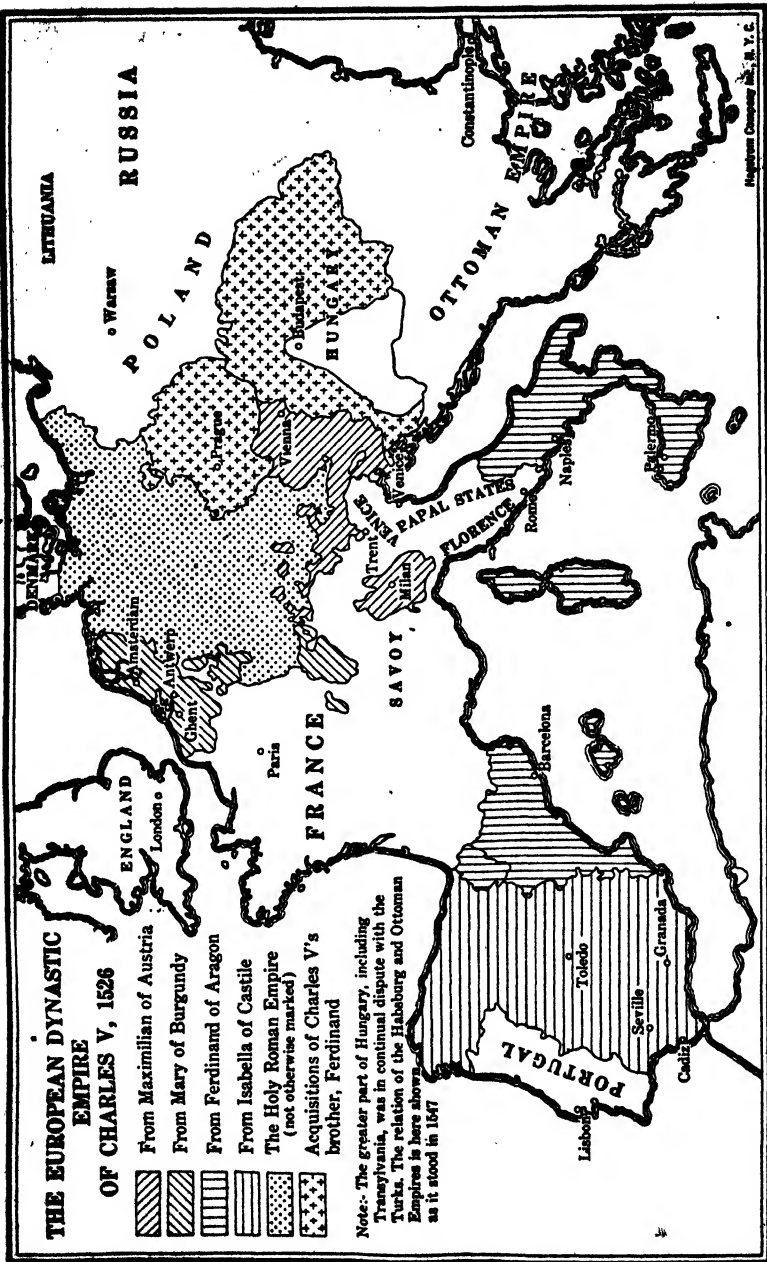 THE EUROPEAN DYNASTIC
EMPIRE
OF CHARLES V, 1526
From Maximilian of Austria
From Mary of Burgundy
From Ferdinand of Aragon
From Isabella of Castile
The Holy Roman Empire
(not otherwise marked)
Acquisitions of Charles V's
brother, Ferdinand
Note:- The greater part of Hungary, including
Transylvania, was in continual dispute with the
Turks. The relation of the Habsburg and Ottoman
Empires is here shown
as it stood in 1547
ENGLAND
London
DENMARK
Amsterdam
Antwerp
Ghent
Paris
FRANCE
LITHUANIA
RUSSIA
Warsaw
POLAND
Prague
Vienna
Budapest
HUNGARY
SAVOY
Milan
Trent
VENICE
Venice
PAPAL STATES
FLORENCE
Rome
Naples
Palermo
OTTOMAN EMPIRE
Constantinople
Barcelona
Toledo
Granada
Seville
Cadiz
PORTUGAL
Lisbon
Hagstrom Company Inc., N. Y. C.